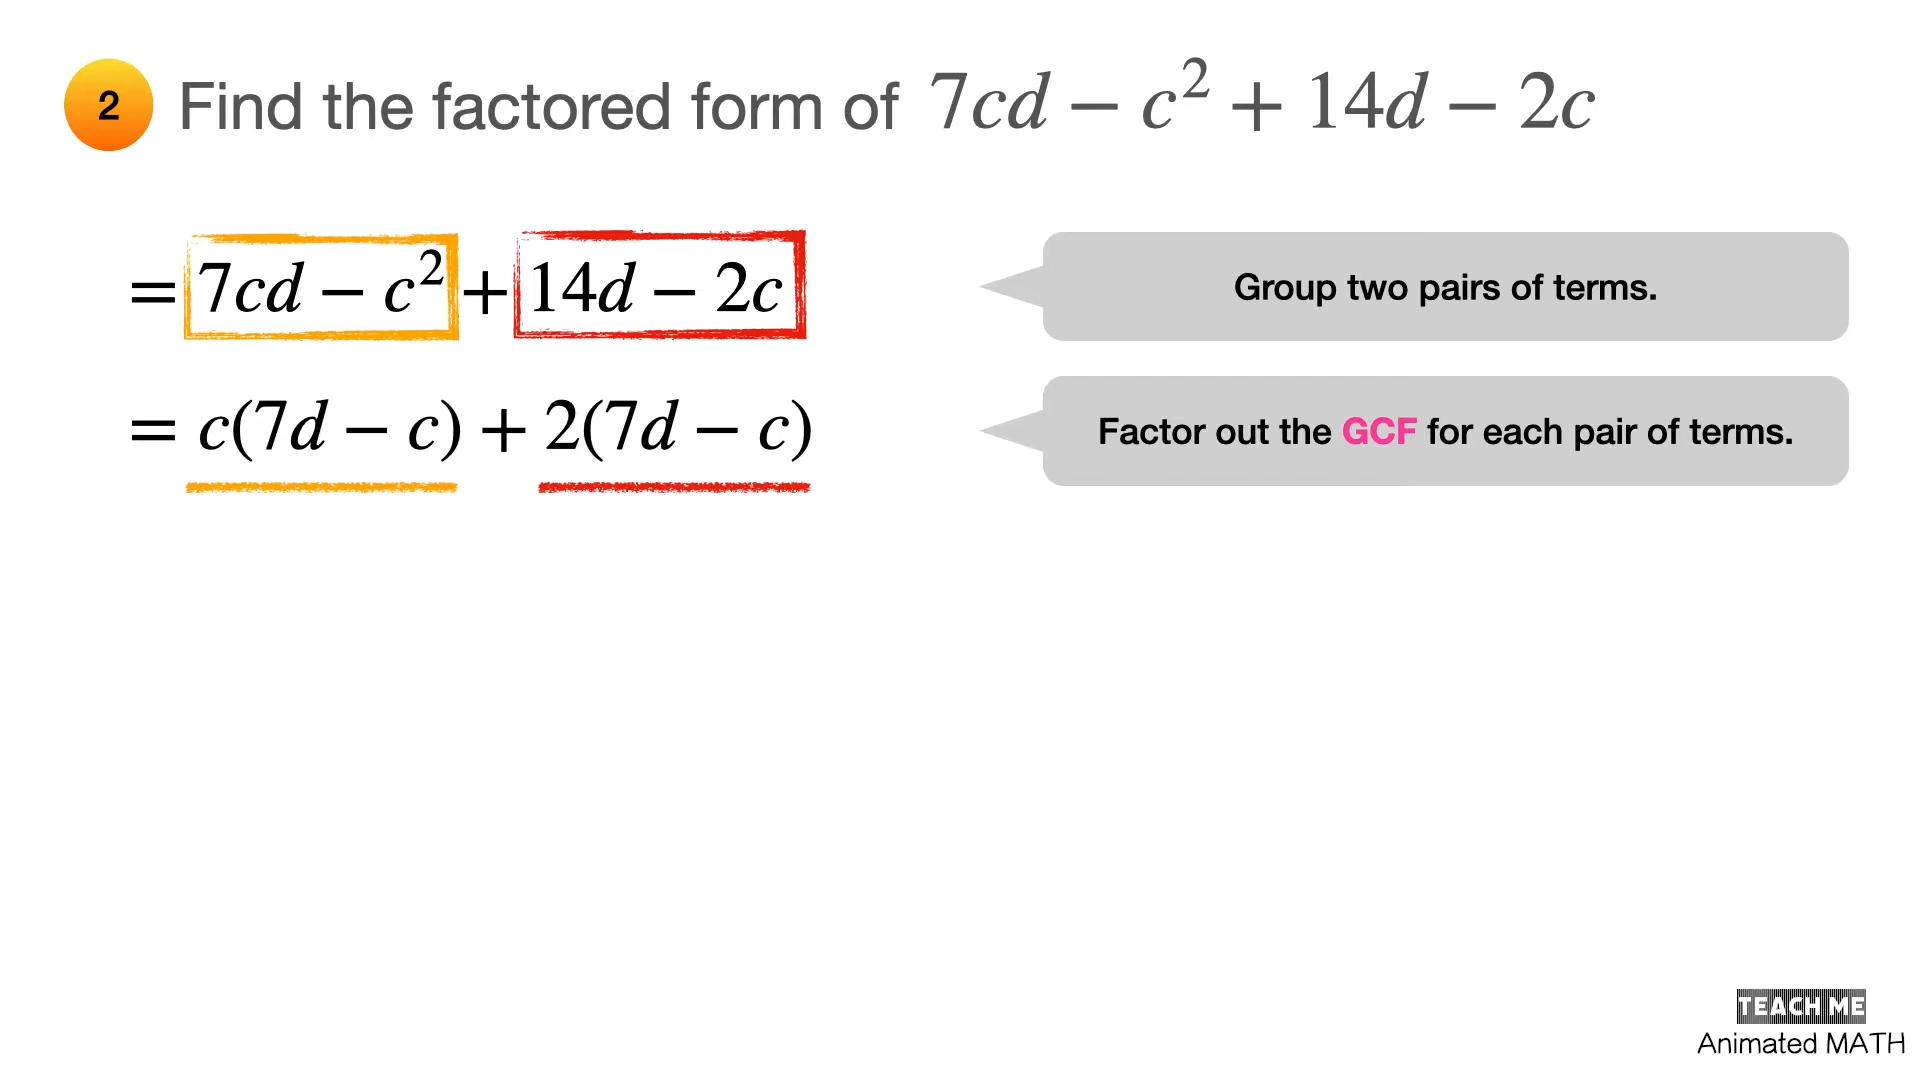 2 Find the factored form of 7cd − c² + 14d − 2c
= 7cd − c² + 14d − 2c
Group two pairs of terms.
= c(7d − c) + 2(7d − c)
Factor out the GCF for each pair of terms.
TEACH ME
Animated MATH